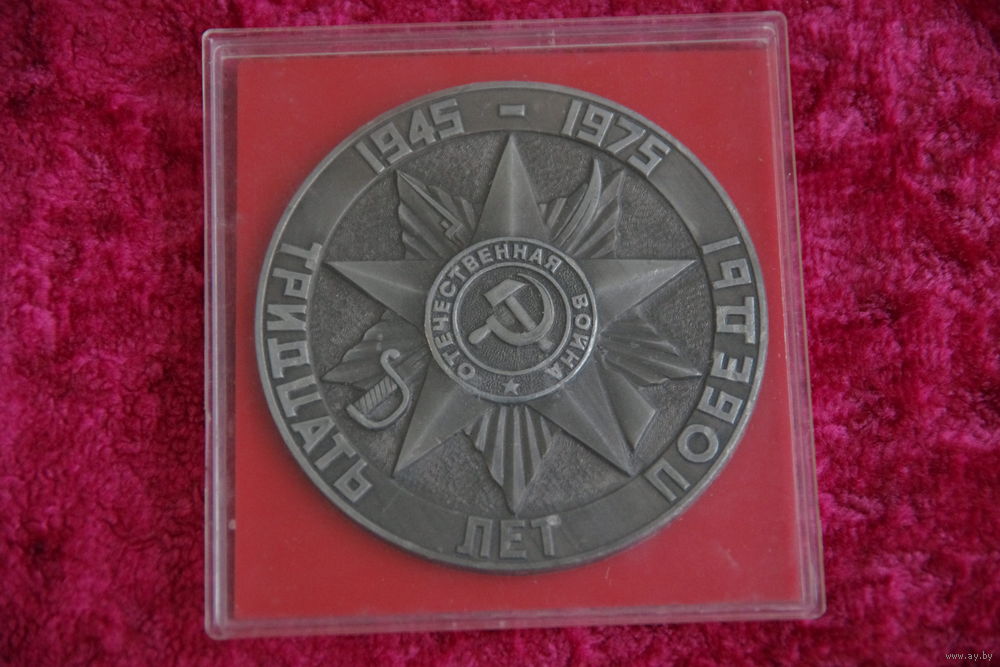 1945 - 1975
ТРИДЦАТЬ
ЛЕТ
ПОБЕДЫ
ОТЕЧЕСТВЕННАЯ ВОЙНА
www.ay.by